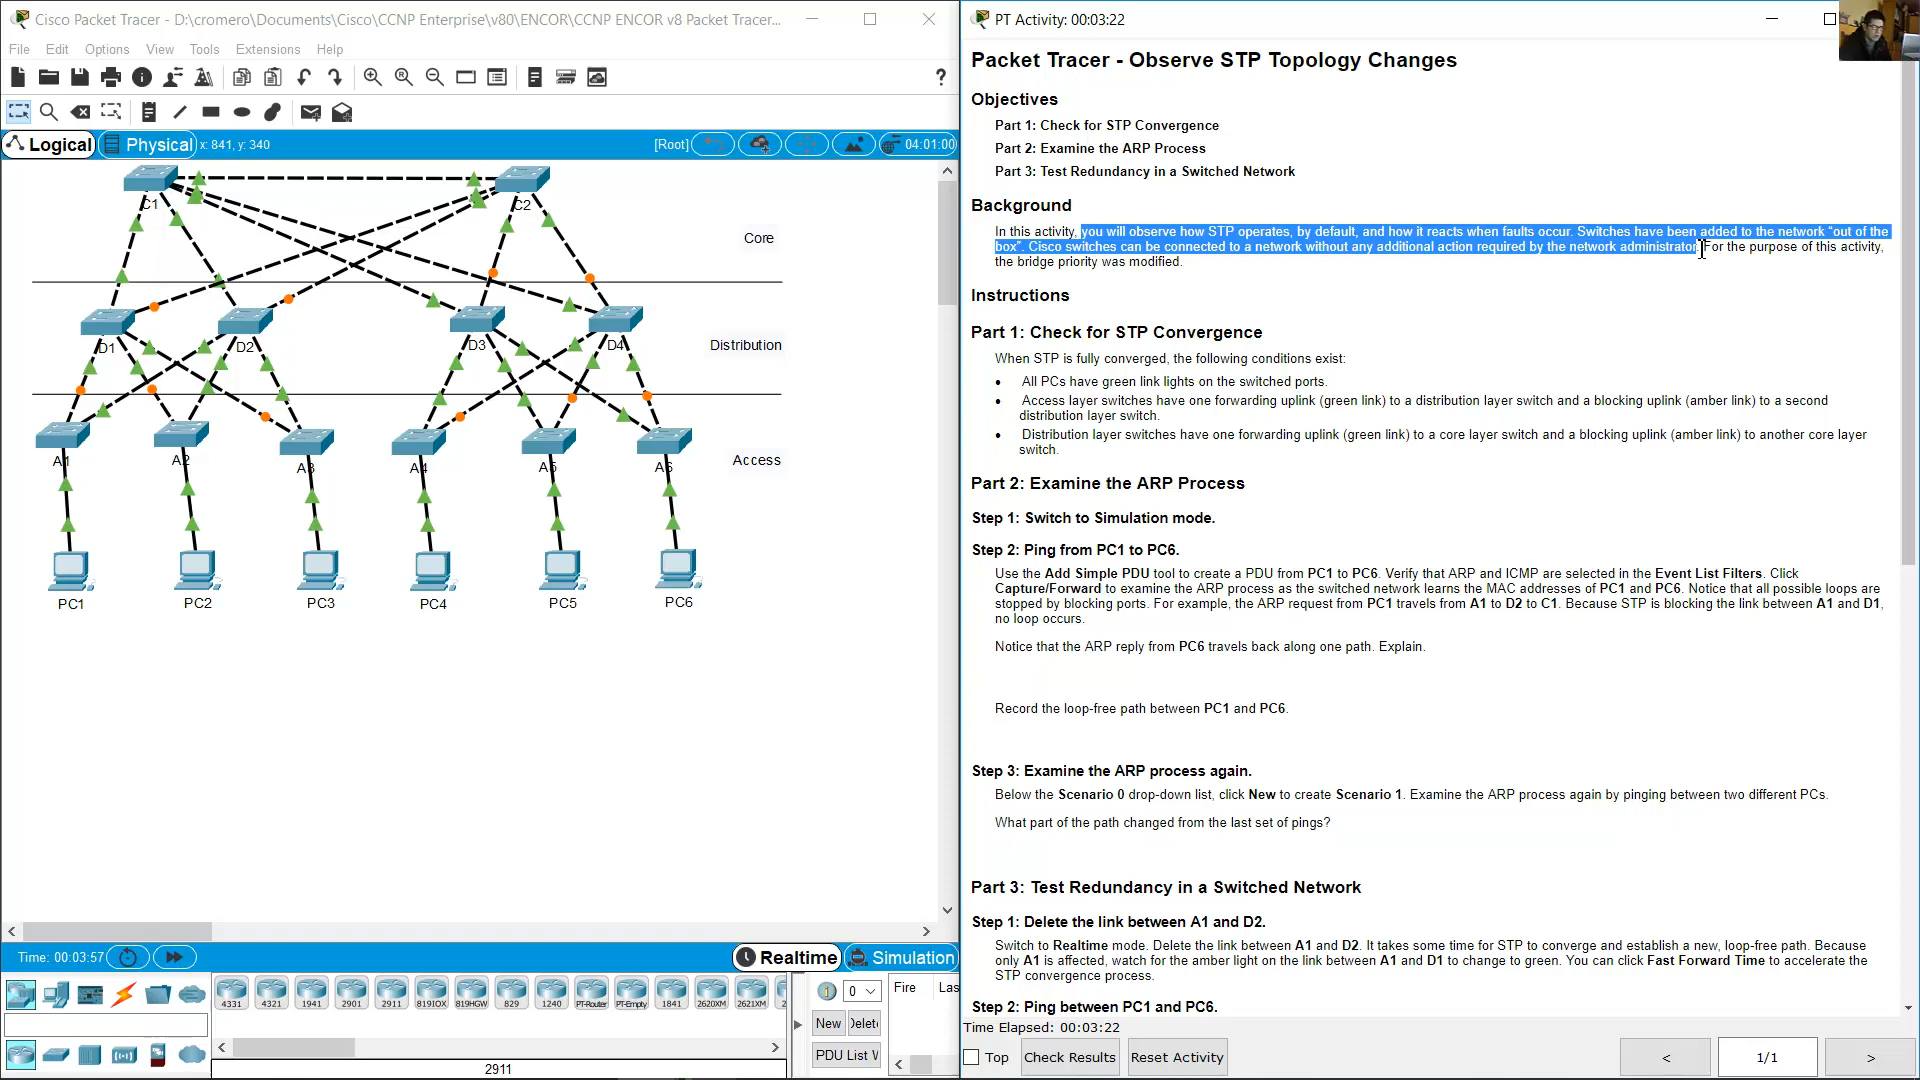 Cisco Packet Tracer - D:\cromero\Documents\Cisco\CCNP Enterprise\v80\ENCOR\CCNP ENCOR v8 Packet Tracer...
File Edit Options View Tools Scripts Extensions Help
Logical Physical x: 841, y: 340 [Root] 04:01:00
C1 C2
Core
D1 D2 D3 D4
Distribution
A1 A2 A3 A4 A5 A6
Access
PC1 PC2 PC3 PC4 PC5 PC6
Time: 00:03:57 Realtime Simulation
4331 4321 1941 2901 2911 819IOX 819HGW 829 1240 PT-Router PT-Empty 1841 2620XM 2621XM
0 Fire Las
New Delete
PDU List W
2911
PT Activity: 00:03:22
Packet Tracer - Observe STP Topology Changes
Objectives
Part 1: Check for STP Convergence
Part 2: Examine the ARP Process
Part 3: Test Redundancy in a Switched Network
Background
In this activity, you will observe how STP operates, by default, and how it reacts when faults occur. Switches have been added to the network “out of the
box”. Cisco switches can be connected to a network without any additional action required by the network administrator. For the purpose of this activity,
the bridge priority was modified.
Instructions
Part 1: Check for STP Convergence
When STP is fully converged, the following conditions exist:
• All PCs have green link lights on the switched ports.
• Access layer switches have one forwarding uplink (green link) to a distribution layer switch and a blocking uplink (amber link) to a second
distribution layer switch.
• Distribution layer switches have one forwarding uplink (green link) to a core layer switch and a blocking uplink (amber link) to another core layer
switch.
Part 2: Examine the ARP Process
Step 1: Switch to Simulation mode.
Step 2: Ping from PC1 to PC6.
Use the Add Simple PDU tool to create a PDU from PC1 to PC6. Verify that ARP and ICMP are selected in the Event List Filters. Click
Capture/Forward to examine the ARP process as the switched network learns the MAC addresses of PC1 and PC6. Notice that all possible loops are
stopped by blocking ports. For example, the ARP request from PC1 travels from A1 to D2 to C1. Because STP is blocking the link between A1 and D1,
no loop occurs.
Notice that the ARP reply from PC6 travels back along one path. Explain.
Record the loop-free path between PC1 and PC6.
Step 3: Examine the ARP process again.
Below the Scenario 0 drop-down list, click New to create Scenario 1. Examine the ARP process again by pinging between two different PCs.
What part of the path changed from the last set of pings?
Part 3: Test Redundancy in a Switched Network
Step 1: Delete the link between A1 and D2.
Switch to Realtime mode. Delete the link between A1 and D2. It takes some time for STP to converge and establish a new, loop-free path. Because
only A1 is affected, watch for the amber light on the link between A1 and D1 to change to green. You can click Fast Forward Time to accelerate the
STP convergence process.
Step 2: Ping between PC1 and PC6.
Time Elapsed: 00:03:22
Top Check Results Reset Activity < 1/1 >